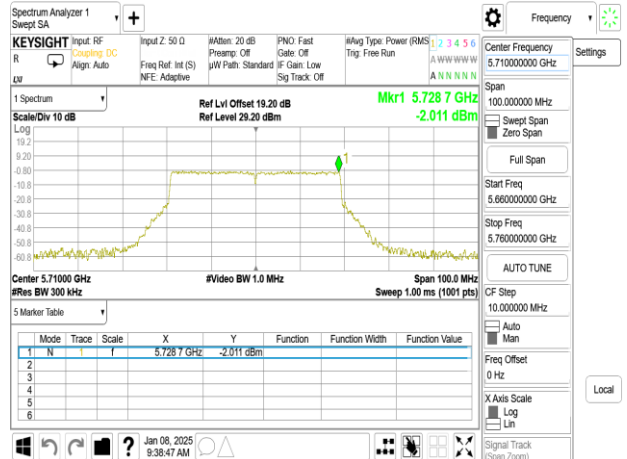 Spectrum Analyzer 1
Swept SA
Frequency
KEYSIGHT
R
Input: RF
Coupling: DC
Align: Auto
Input Z: 50 Ω
Freq Ref: Int (S)
NFE: Adaptive
#Atten: 20 dB
Preamp: Off
µW Path: Standard
PNO: Fast
Gate: Off
IF Gain: Low
Sig Track: Off
#Avg Type: Power (RMS
Trig: Free Run
1 2 3 4 5 6
A W W W W W
A N N N N N
Center Frequency
5.710000000 GHz
Settings
1 Spectrum
Scale/Div 10 dB
Ref Lvl Offset 19.20 dB
Ref Level 29.20 dBm
Mkr1 5.728 7 GHz
-2.011 dBm
Span
100.000000 MHz
Swept Span
Zero Span
Full Span
Start Freq
5.660000000 GHz
Stop Freq
5.760000000 GHz
AUTO TUNE
CF Step
10.000000 MHz
Auto
Man
Freq Offset
0 Hz
X Axis Scale
Log
Lin
Signal Track
(Span Zoom)
Local
Log
19.2
9.20
-0.80
-10.8
-20.8
-30.8
-40.8
-50.8
-60.8
1
Center 5.71000 GHz
#Res BW 300 kHz
#Video BW 1.0 MHz
Span 100.0 MHz
Sweep 1.00 ms (1001 pts)
5 Marker Table
Mode Trace Scale X Y Function Function Width Function Value
1 N 1 f 5.728 7 GHz -2.011 dBm
2
3
4
5
6
?
Jan 08, 2025
9:38:47 AM